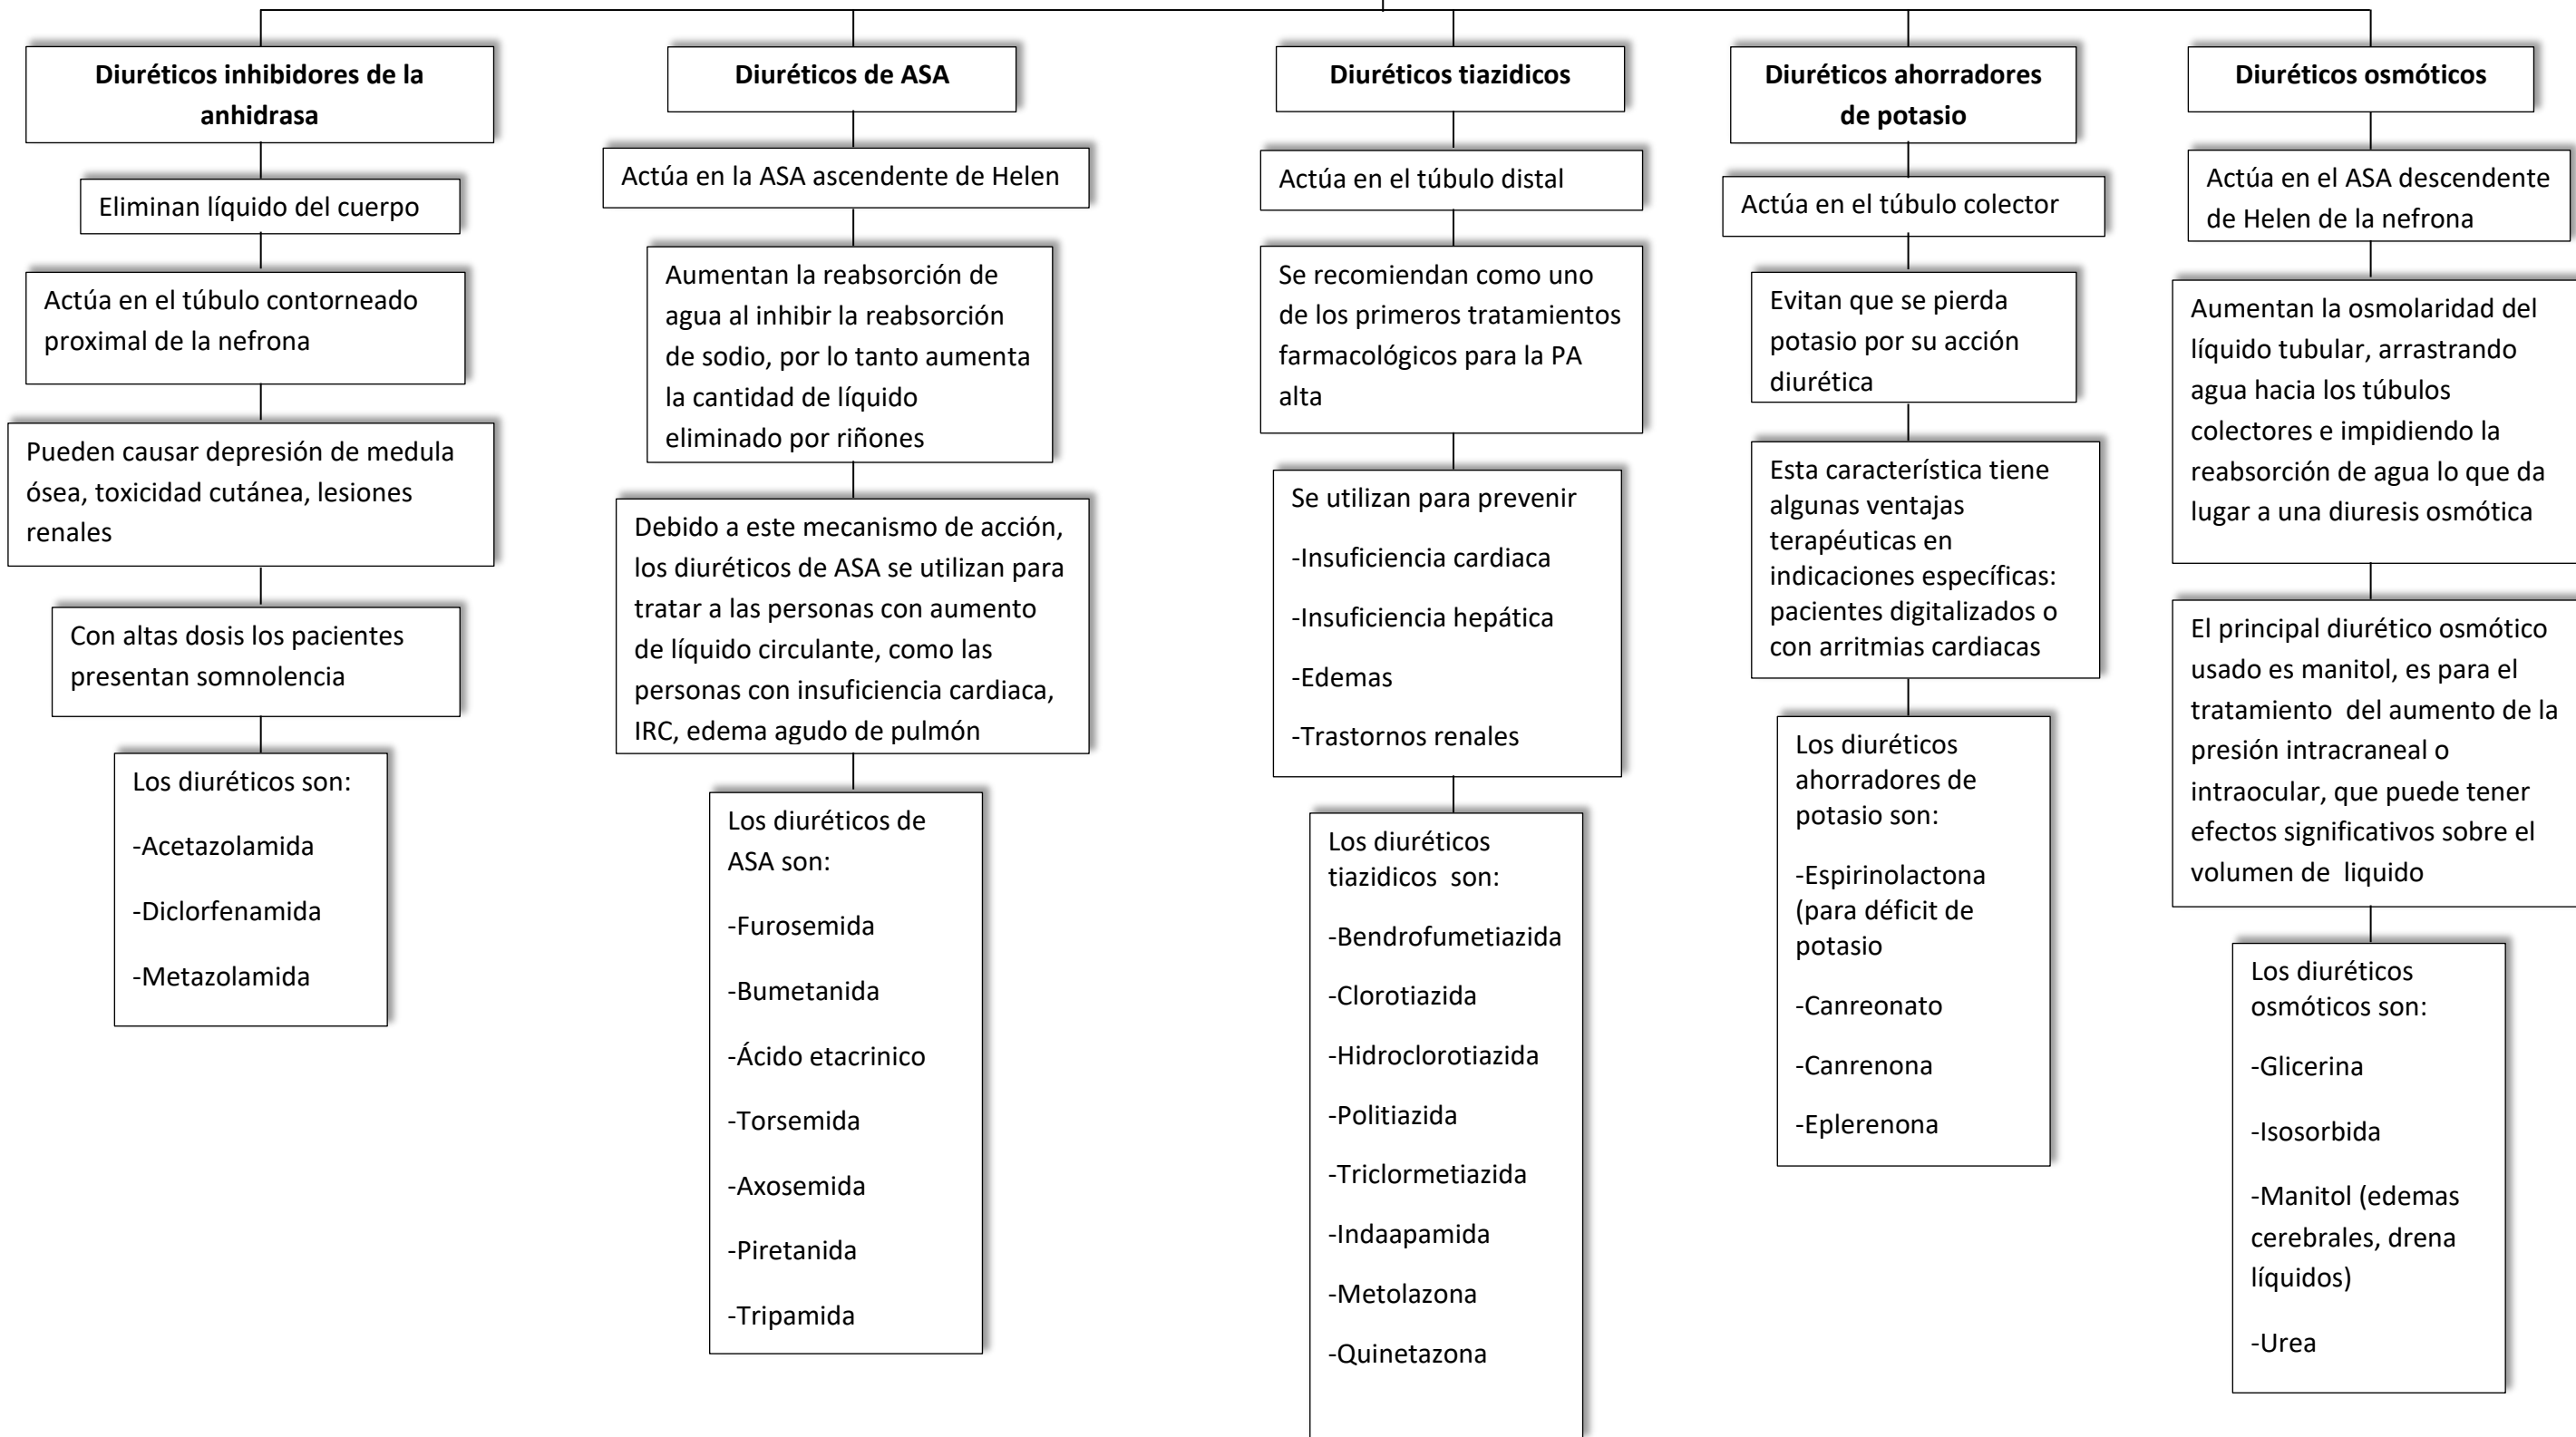 Diuréticos inhibidores de la
anhidrasa
Eliminan líquido del cuerpo
Actúa en el túbulo contorneado
proximal de la nefrona
Pueden causar depresión de medula
ósea, toxicidad cutánea, lesiones
renales
Con altas dosis los pacientes
presentan somnolencia
Los diuréticos son:
-Acetazolamida
-Diclorfenamida
-Metazolamida
Diuréticos de ASA
Actúa en la ASA ascendente de Helen
Aumentan la reabsorción de
agua al inhibir la reabsorción
de sodio, por lo tanto aumenta
la cantidad de líquido
eliminado por riñones
Debido a este mecanismo de acción,
los diuréticos de ASA se utilizan para
tratar a las personas con aumento
de líquido circulante, como las
personas con insuficiencia cardiaca,
IRC, edema agudo de pulmón
Los diuréticos de
ASA son:
-Furosemida
-Bumetanida
-Ácido etacrinico
-Torsemida
-Axosemida
-Piretanida
-Tripamida
Diuréticos tiazidicos
Actúa en el túbulo distal
Se recomiendan como uno
de los primeros tratamientos
farmacológicos para la PA
alta
Se utilizan para prevenir
-Insuficiencia cardiaca
-Insuficiencia hepática
-Edemas
-Trastornos renales
Los diuréticos
tiazidicos son:
-Bendrofumetiazida
-Clorotiazida
-Hidroclorotiazida
-Politiazida
-Triclormetiazida
-Indaapamida
-Metolazona
-Quinetazona
Diuréticos ahorradores
de potasio
Actúa en el túbulo colector
Evitan que se pierda
potasio por su acción
diurética
Esta característica tiene
algunas ventajas
terapéuticas en
indicaciones específicas:
pacientes digitalizados o
con arritmias cardiacas
Los diuréticos
ahorradores de
potasio son:
-Espirinolactona
(para déficit de
potasio
-Canreonato
-Canrenona
-Eplerenona
Diuréticos osmóticos
Actúa en el ASA descendente
de Helen de la nefrona
Aumentan la osmolaridad del
líquido tubular, arrastrando
agua hacia los túbulos
colectores e impidiendo la
reabsorción de agua lo que da
lugar a una diuresis osmótica
El principal diurético osmótico
usado es manitol, es para el
tratamiento del aumento de la
presión intracraneal o
intraocular, que puede tener
efectos significativos sobre el
volumen de liquido
Los diuréticos
osmóticos son:
-Glicerina
-Isosorbida
-Manitol (edemas
cerebrales, drena
líquidos)
-Urea